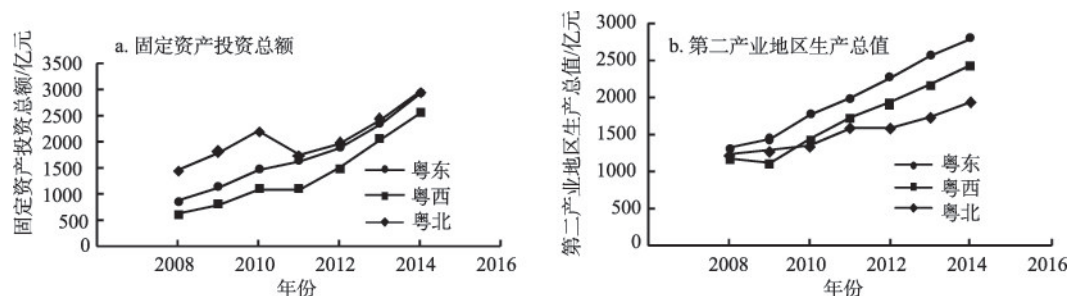 a. 固定资产投资总额
固定资产投资总额/亿元
3500
3000
2500
2000
1500
1000
500
0
粤东
粤西
粤北
2008 2010 2012 2014 2016
年份
b. 第二产业地区生产总值
第二产业地区生产总值/亿元
3000
2500
2000
1500
1000
500
0
粤东
粤西
粤北
2008 2010 2012 2014 2016
年份